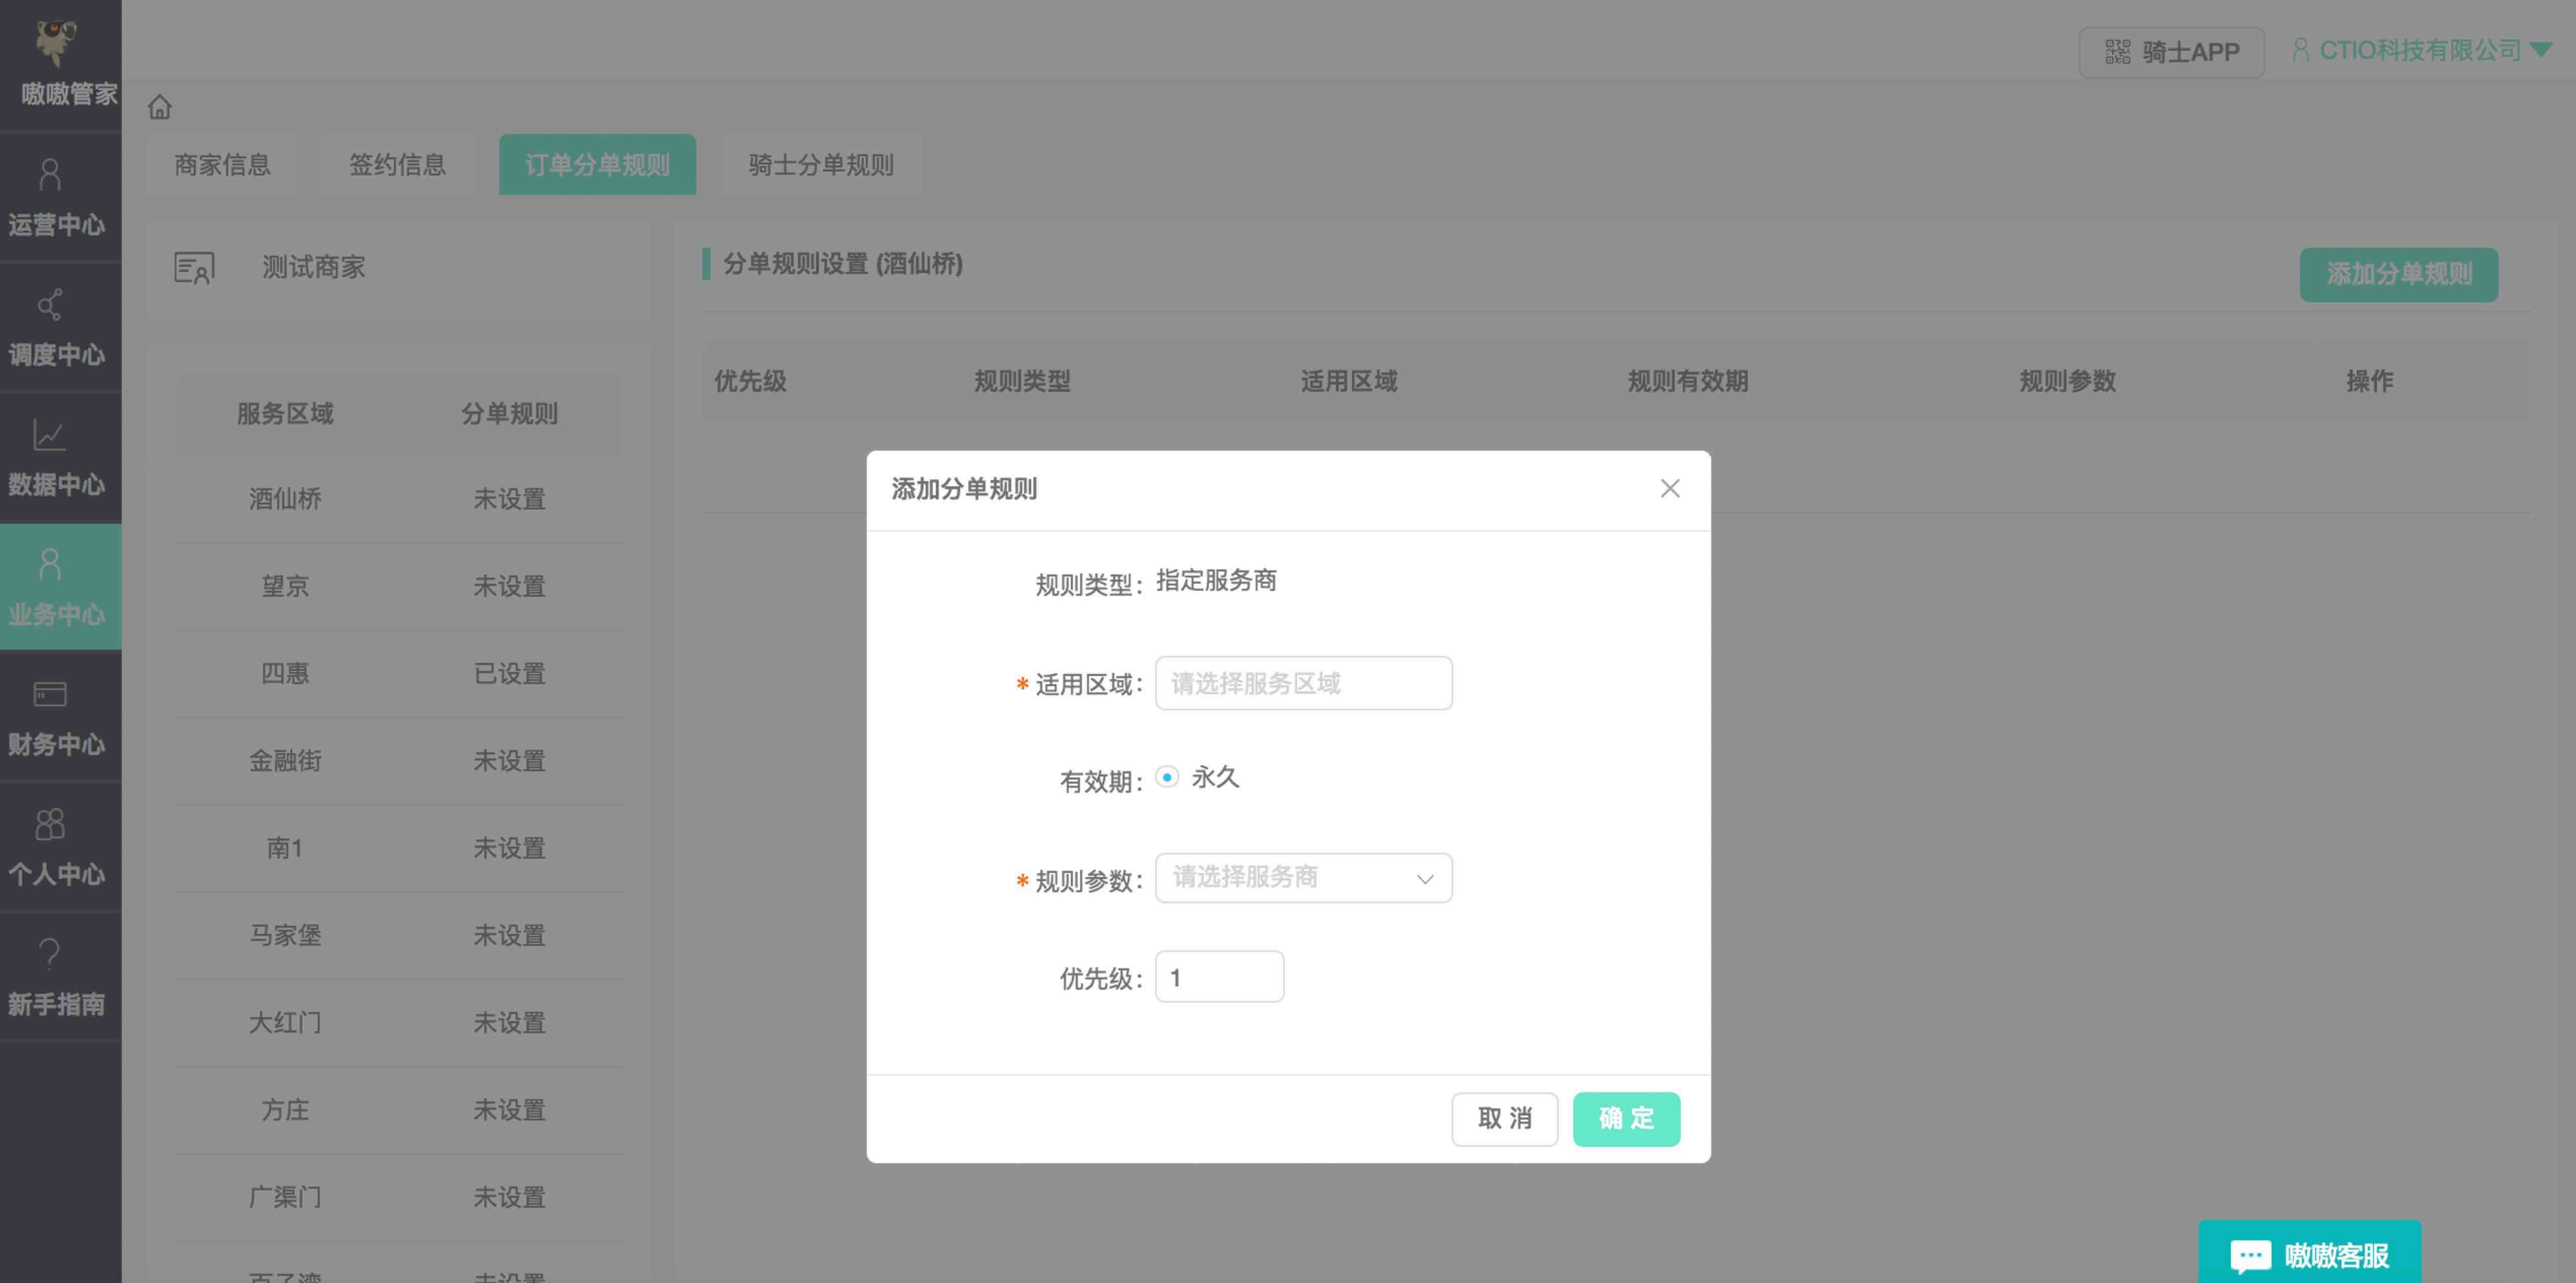 嗷嗷管家
骑士APP
CTIO科技有限公司
商家信息
签约信息
订单分单规则
骑士分单规则
运营中心
调度中心
数据中心
业务中心
财务中心
个人中心
新手指南
测试商家
服务区域 分单规则
酒仙桥 未设置
望京 未设置
四惠 已设置
金融街 未设置
南1 未设置
马家堡 未设置
大红门 未设置
方庄 未设置
广渠门 未设置
分单规则设置 (酒仙桥)
添加分单规则
优先级 规则类型 适用区域 规则有效期 规则参数 操作
添加分单规则
规则类型: 指定服务商
* 适用区域: 请选择服务区域
有效期: 永久
* 规则参数: 请选择服务商
优先级: 1
取 消
确 定
嗷嗷客服